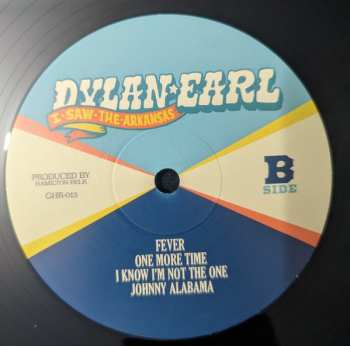 DYLAN★EARL
I·SAW·THE·ARKANSAS
PRODUCED BY
HAMILTON BELK
GHR-013
B
SIDE
FEVER
ONE MORE TIME
I KNOW I'M NOT THE ONE
JOHNNY ALABAMA